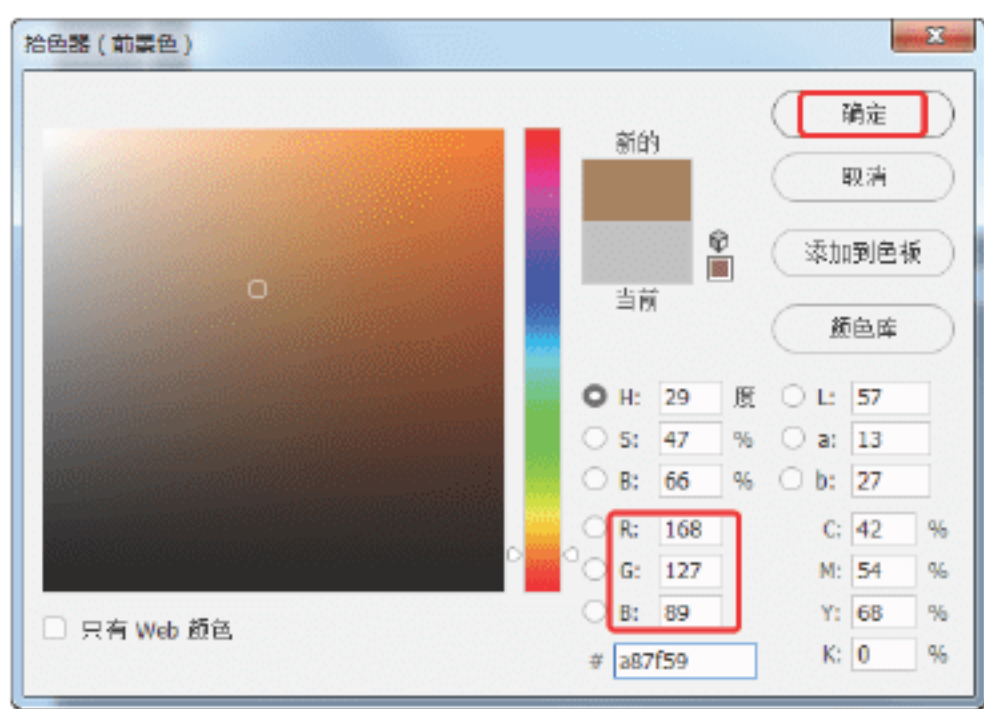 拾色器 ( 前景色 )
确定
新的
取消
添加到色板
当前
颜色库
H: 29 度
L: 57
S: 47 %
a: 13
B: 66 %
b: 27
R: 168
C: 42 %
G: 127
M: 54 %
B: 89
Y: 68 %
只有 Web 颜色
# a87f59
K: 0 %